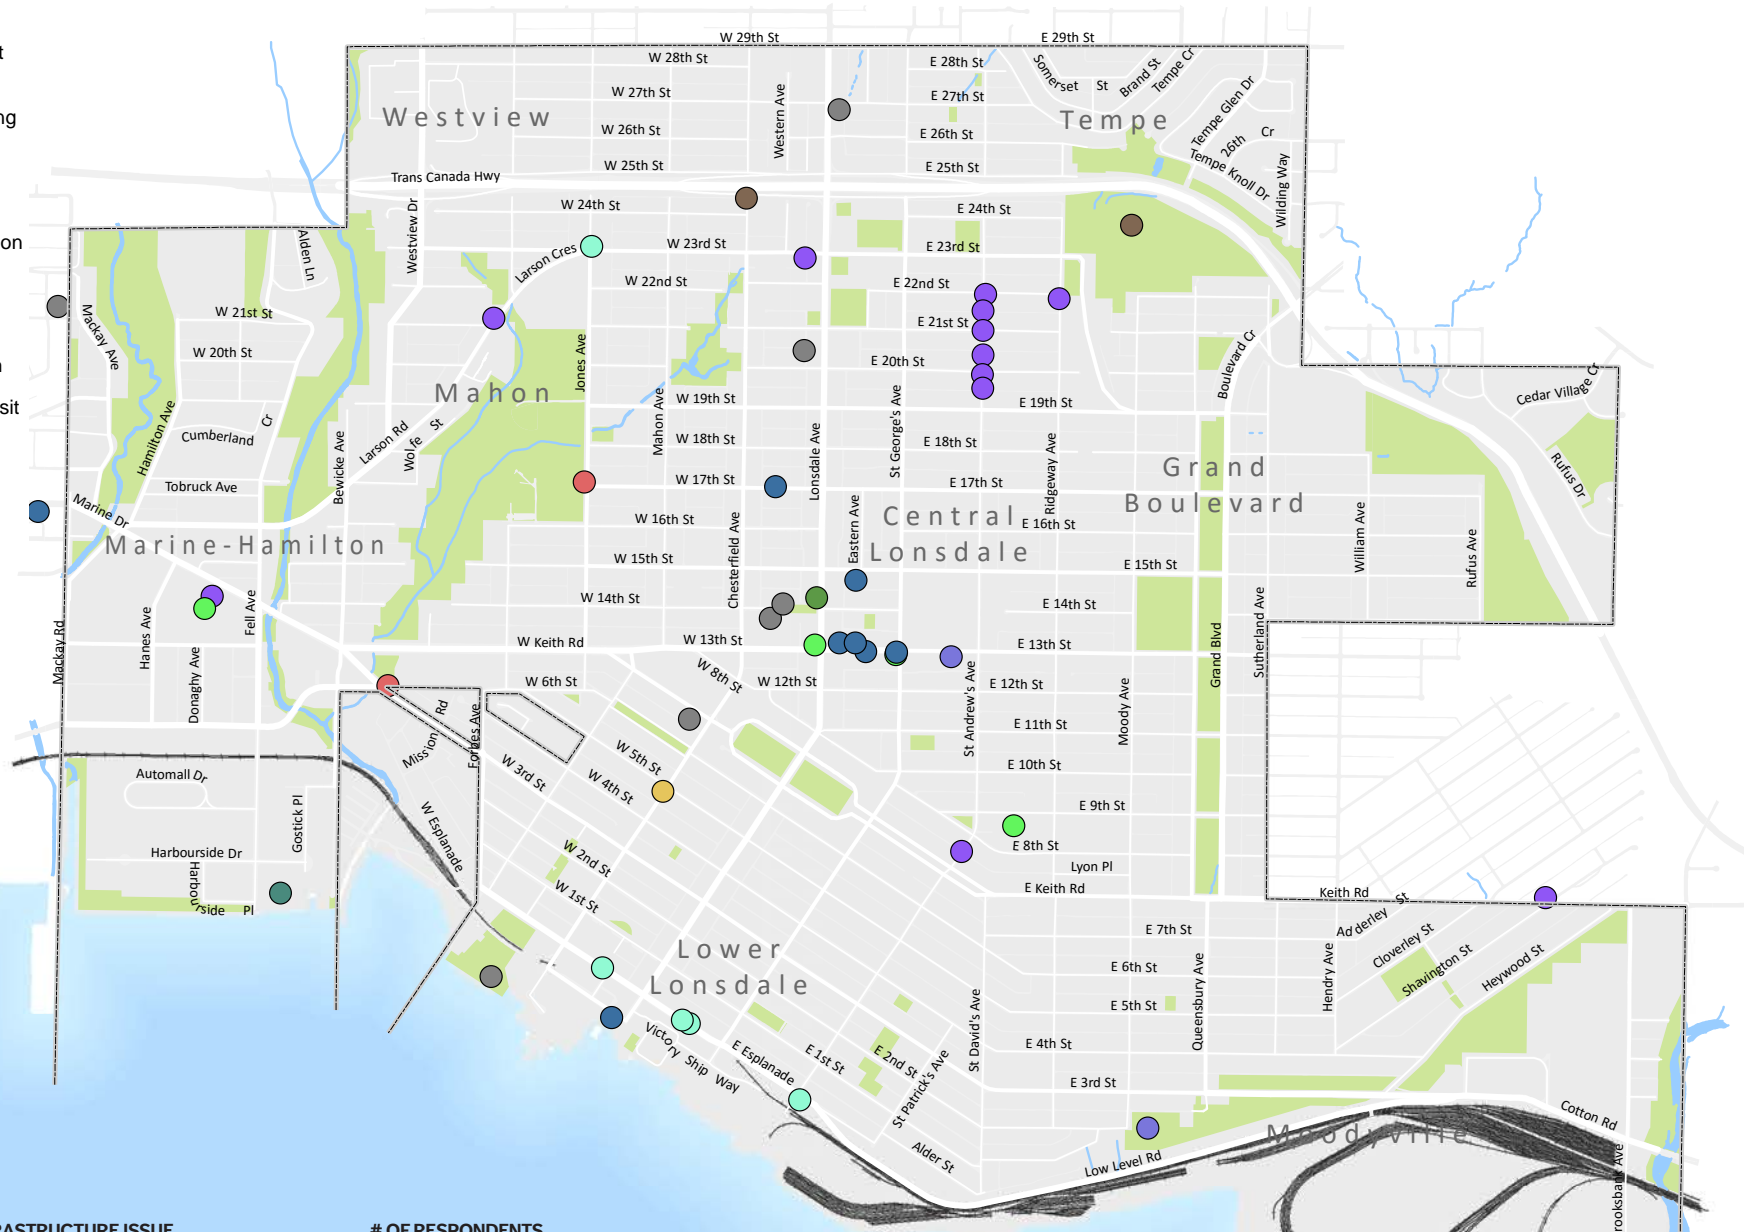 t
ng
on
n
sit
W 29th St
E 29th St
W 28th St
E 28th St
Somerset St
Brand St
Tempe Cr
W 27th St
E 27th St
Western Ave
Tempe Glen Dr
Westview
Tempe
W 26th St
E 26th St
26th Cr
W 25th St
E 25th St
Tempe Knoll Dr
Wilding Way
Trans Canada Hwy
W 24th St
E 24th St
Westview Dr
Alden Ln
Larson Cres
W 23rd St
E 23rd St
W 22nd St
E 22nd St
Mackay Ave
W 21st St
E 21st St
W 20th St
E 20th St
Jones Ave
Boulevard Cr
Mahon
Cedar Village Cr
W 19th St
E 19th St
Hamilton Ave
Cumberland Cr
Larson Rd
Wolfe St
Mahon Ave
W 18th St
E 18th St
St George's Ave
Lonsdale Ave
Ridgeway Ave
Grand
Boulevard
Rufus Dr
Bewicke Ave
Tobruck Ave
W 17th St
E 17th St
Marine Dr
W 16th St
Central
Lonsdale
E 16th St
Eastern Ave
Chesterfield Ave
William Ave
Rufus Ave
Marine-Hamilton
W 15th St
E 15th St
W 14th St
E 14th St
Hanes Ave
Fell Ave
Mackay Rd
Donaghy Ave
W Keith Rd
W 13th St
E 13th St
Grand Blvd
Sutherland Ave
W 8th St
W 6th St
W 12th St
E 12th St
St Andrew's Ave
Moody Ave
Mission Rd
Forbes Ave
E 11th St
W 5th St
W 3rd St
W 4th St
E 10th St
Automall Dr
Gostick Pl
W Esplanade
E 9th St
Harbourside Dr
Harbourside Pl
W 2nd St
E 8th St
Lyon Pl
W 1st St
E Keith Rd
Keith Rd
Adderley St
E 7th St
Cloverley St
Lower
Lonsdale
E 6th St
Shavington St
Heywood St
Queensbury Ave
Hendry Ave
E 5th St
St David's Ave
Victory Ship Way
E Esplanade
E 1st St
E 2nd St
E 4th St
St Patrick's Ave
E 3rd St
Cotton Rd
Moodyville
Alder St
Low Level Rd
rooksbank Ave
RASTRUCTURE ISSUE
# OF RESPONDENTS